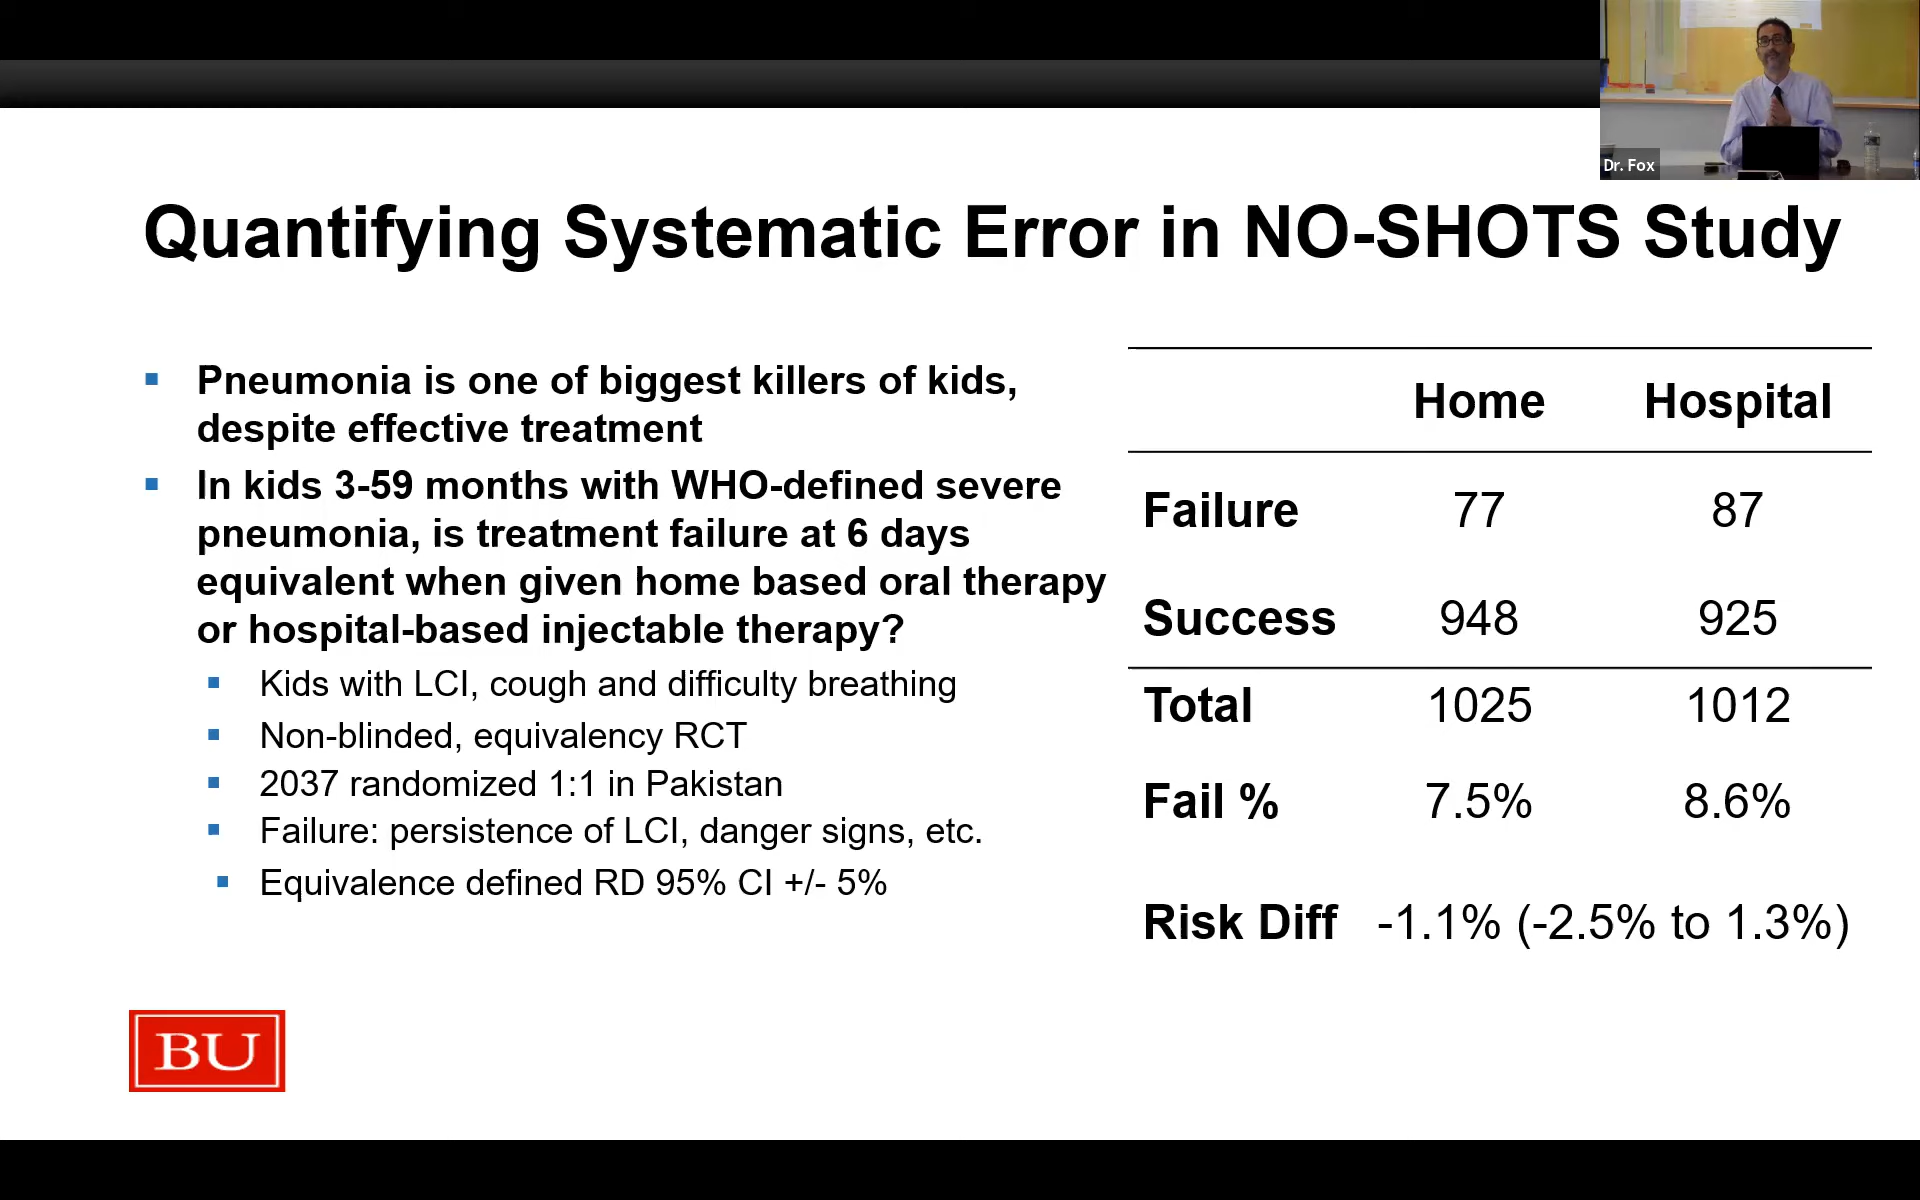 Dr. Fox
Quantifying Systematic Error in NO-SHOTS Study
Pneumonia is one of biggest killers of kids,
despite effective treatment
In kids 3-59 months with WHO-defined severe
pneumonia, is treatment failure at 6 days
equivalent when given home based oral therapy
or hospital-based injectable therapy?
Kids with LCI, cough and difficulty breathing
Non-blinded, equivalency RCT
2037 randomized 1:1 in Pakistan
Failure: persistence of LCI, danger signs, etc.
Equivalence defined RD 95% CI +/- 5%
Home Hospital
Failure 77 87
Success 948 925
Total 1025 1012
Fail % 7.5% 8.6%
Risk Diff -1.1% (-2.5% to 1.3%)
BU